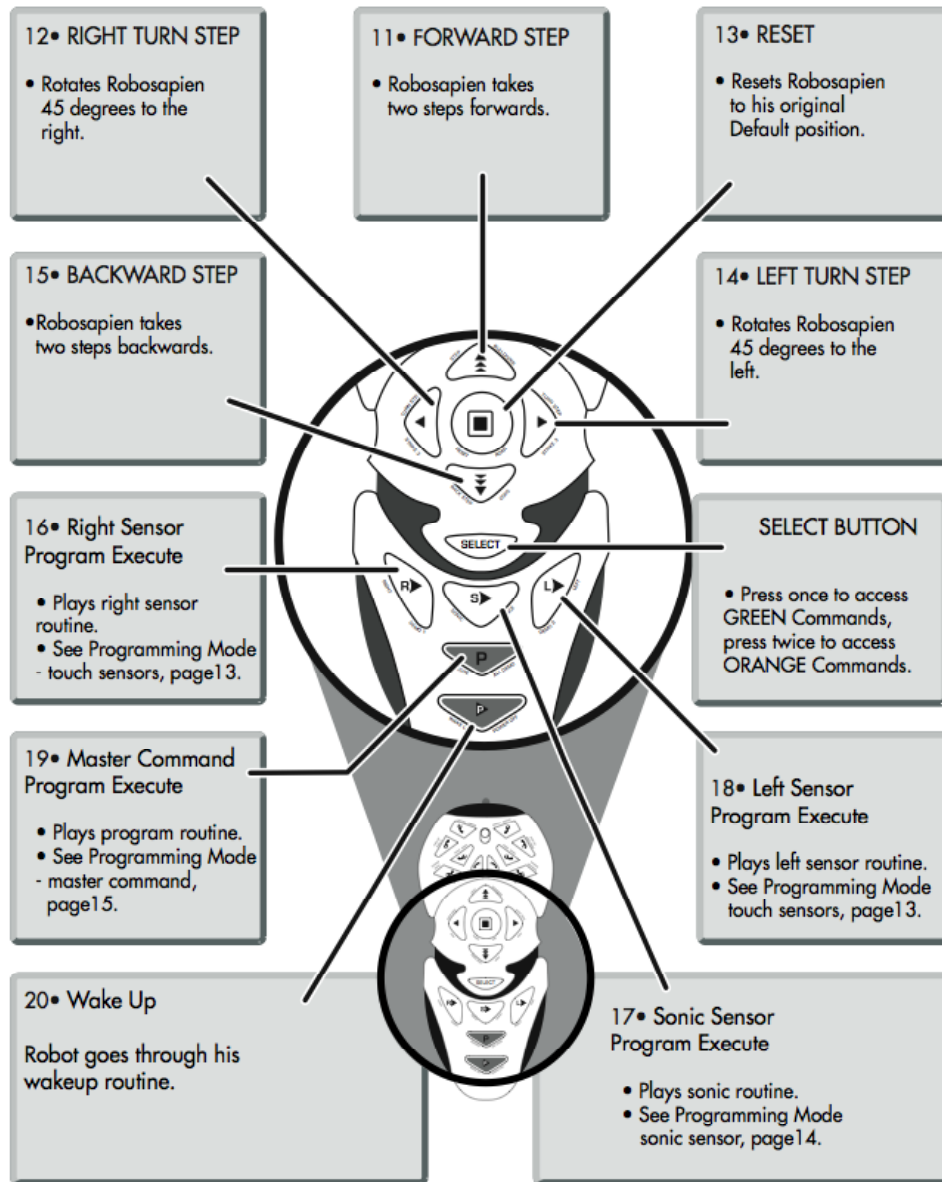 12• RIGHT TURN STEP
• Rotates Robosapien
45 degrees to the
right.
11• FORWARD STEP
• Robosapien takes
two steps forwards.
13• RESET
• Resets Robosapien
to his original
Default position.
15• BACKWARD STEP
•Robosapien takes
two steps backwards.
14• LEFT TURN STEP
• Rotates Robosapien
45 degrees to the
left.
16• Right Sensor
Program Execute
• Plays right sensor
routine.
• See Programming Mode
- touch sensors, page13.
SELECT
R
S
L
P
P
SELECT BUTTON
• Press once to access
GREEN Commands,
press twice to access
ORANGE Commands.
19• Master Command
Program Execute
• Plays program routine.
• See Programming Mode
- master command,
page15.
18• Left Sensor
Program Execute
• Plays left sensor routine.
• See Programming Mode
touch sensors, page13.
20• Wake Up
Robot goes through his
wakeup routine.
17• Sonic Sensor
Program Execute
• Plays sonic routine.
• See Programming Mode
sonic sensor, page14.